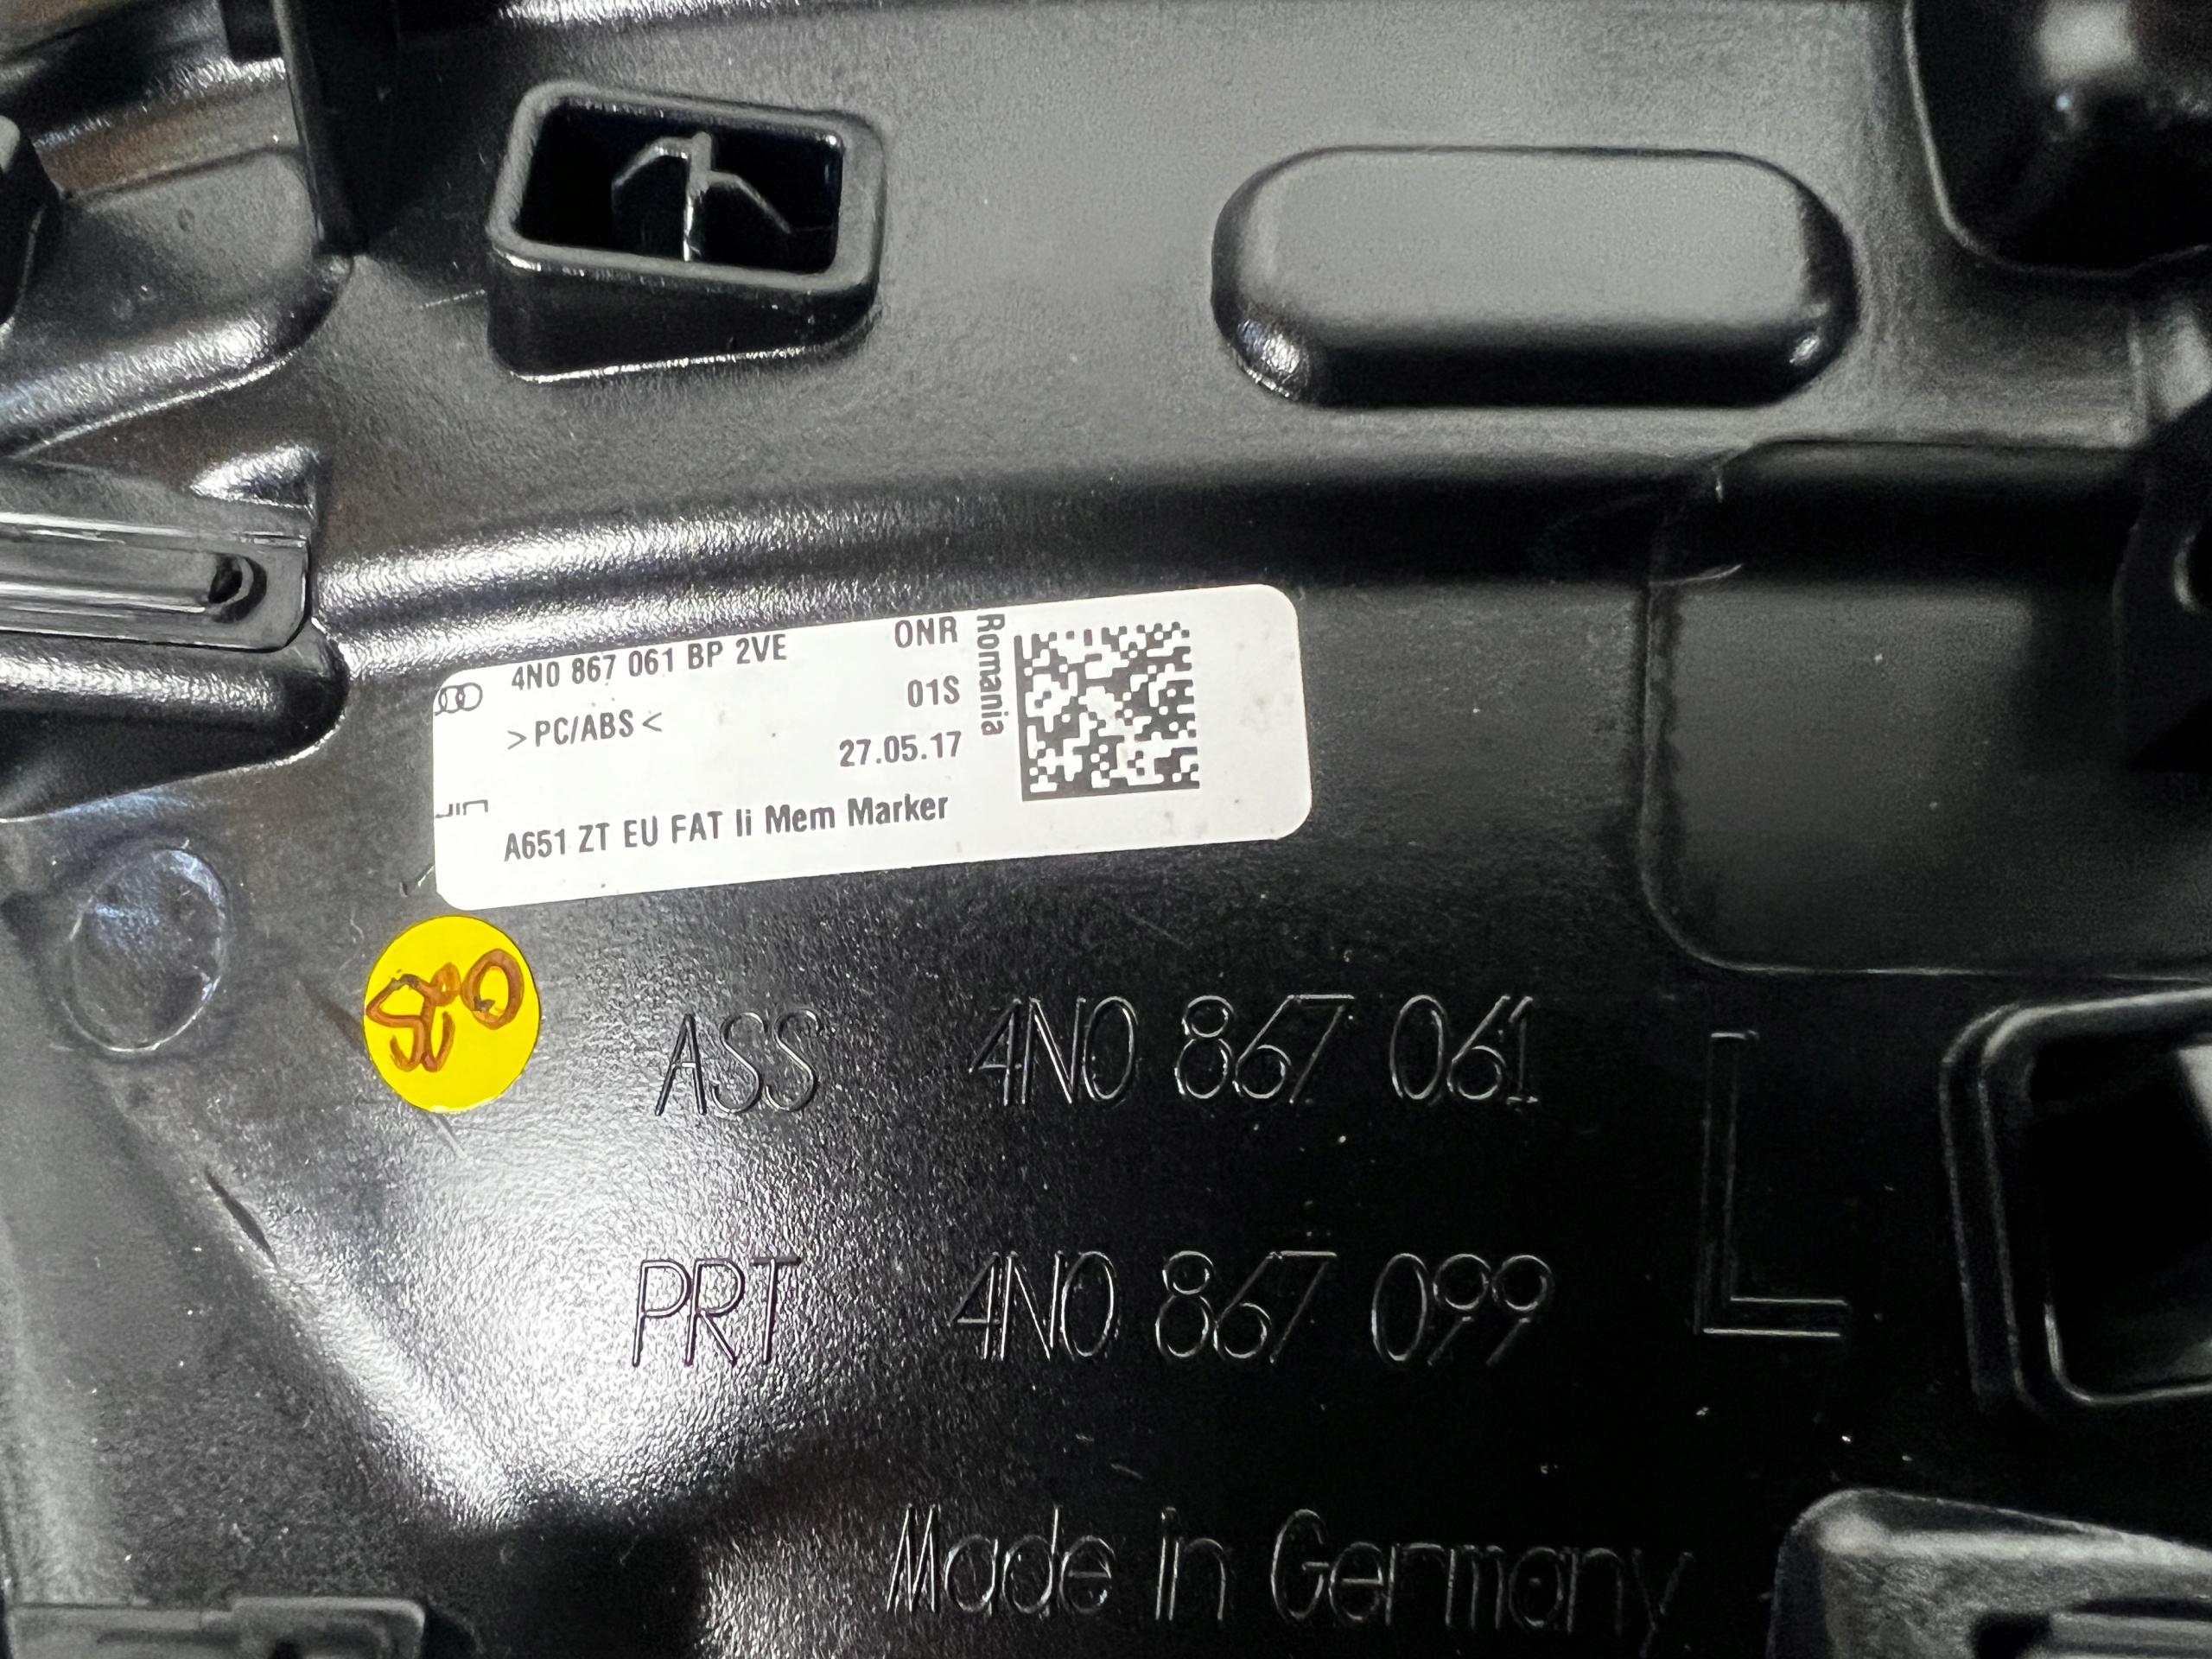 4N0 867 061 BP 2VE
ONR
>PC/ABS<
01S
27.05.17
Romania
A651 ZT EU FAT li Mem Marker
ASS 4N0 867 061
L
PRT 4N0 867 099
Made in Germany